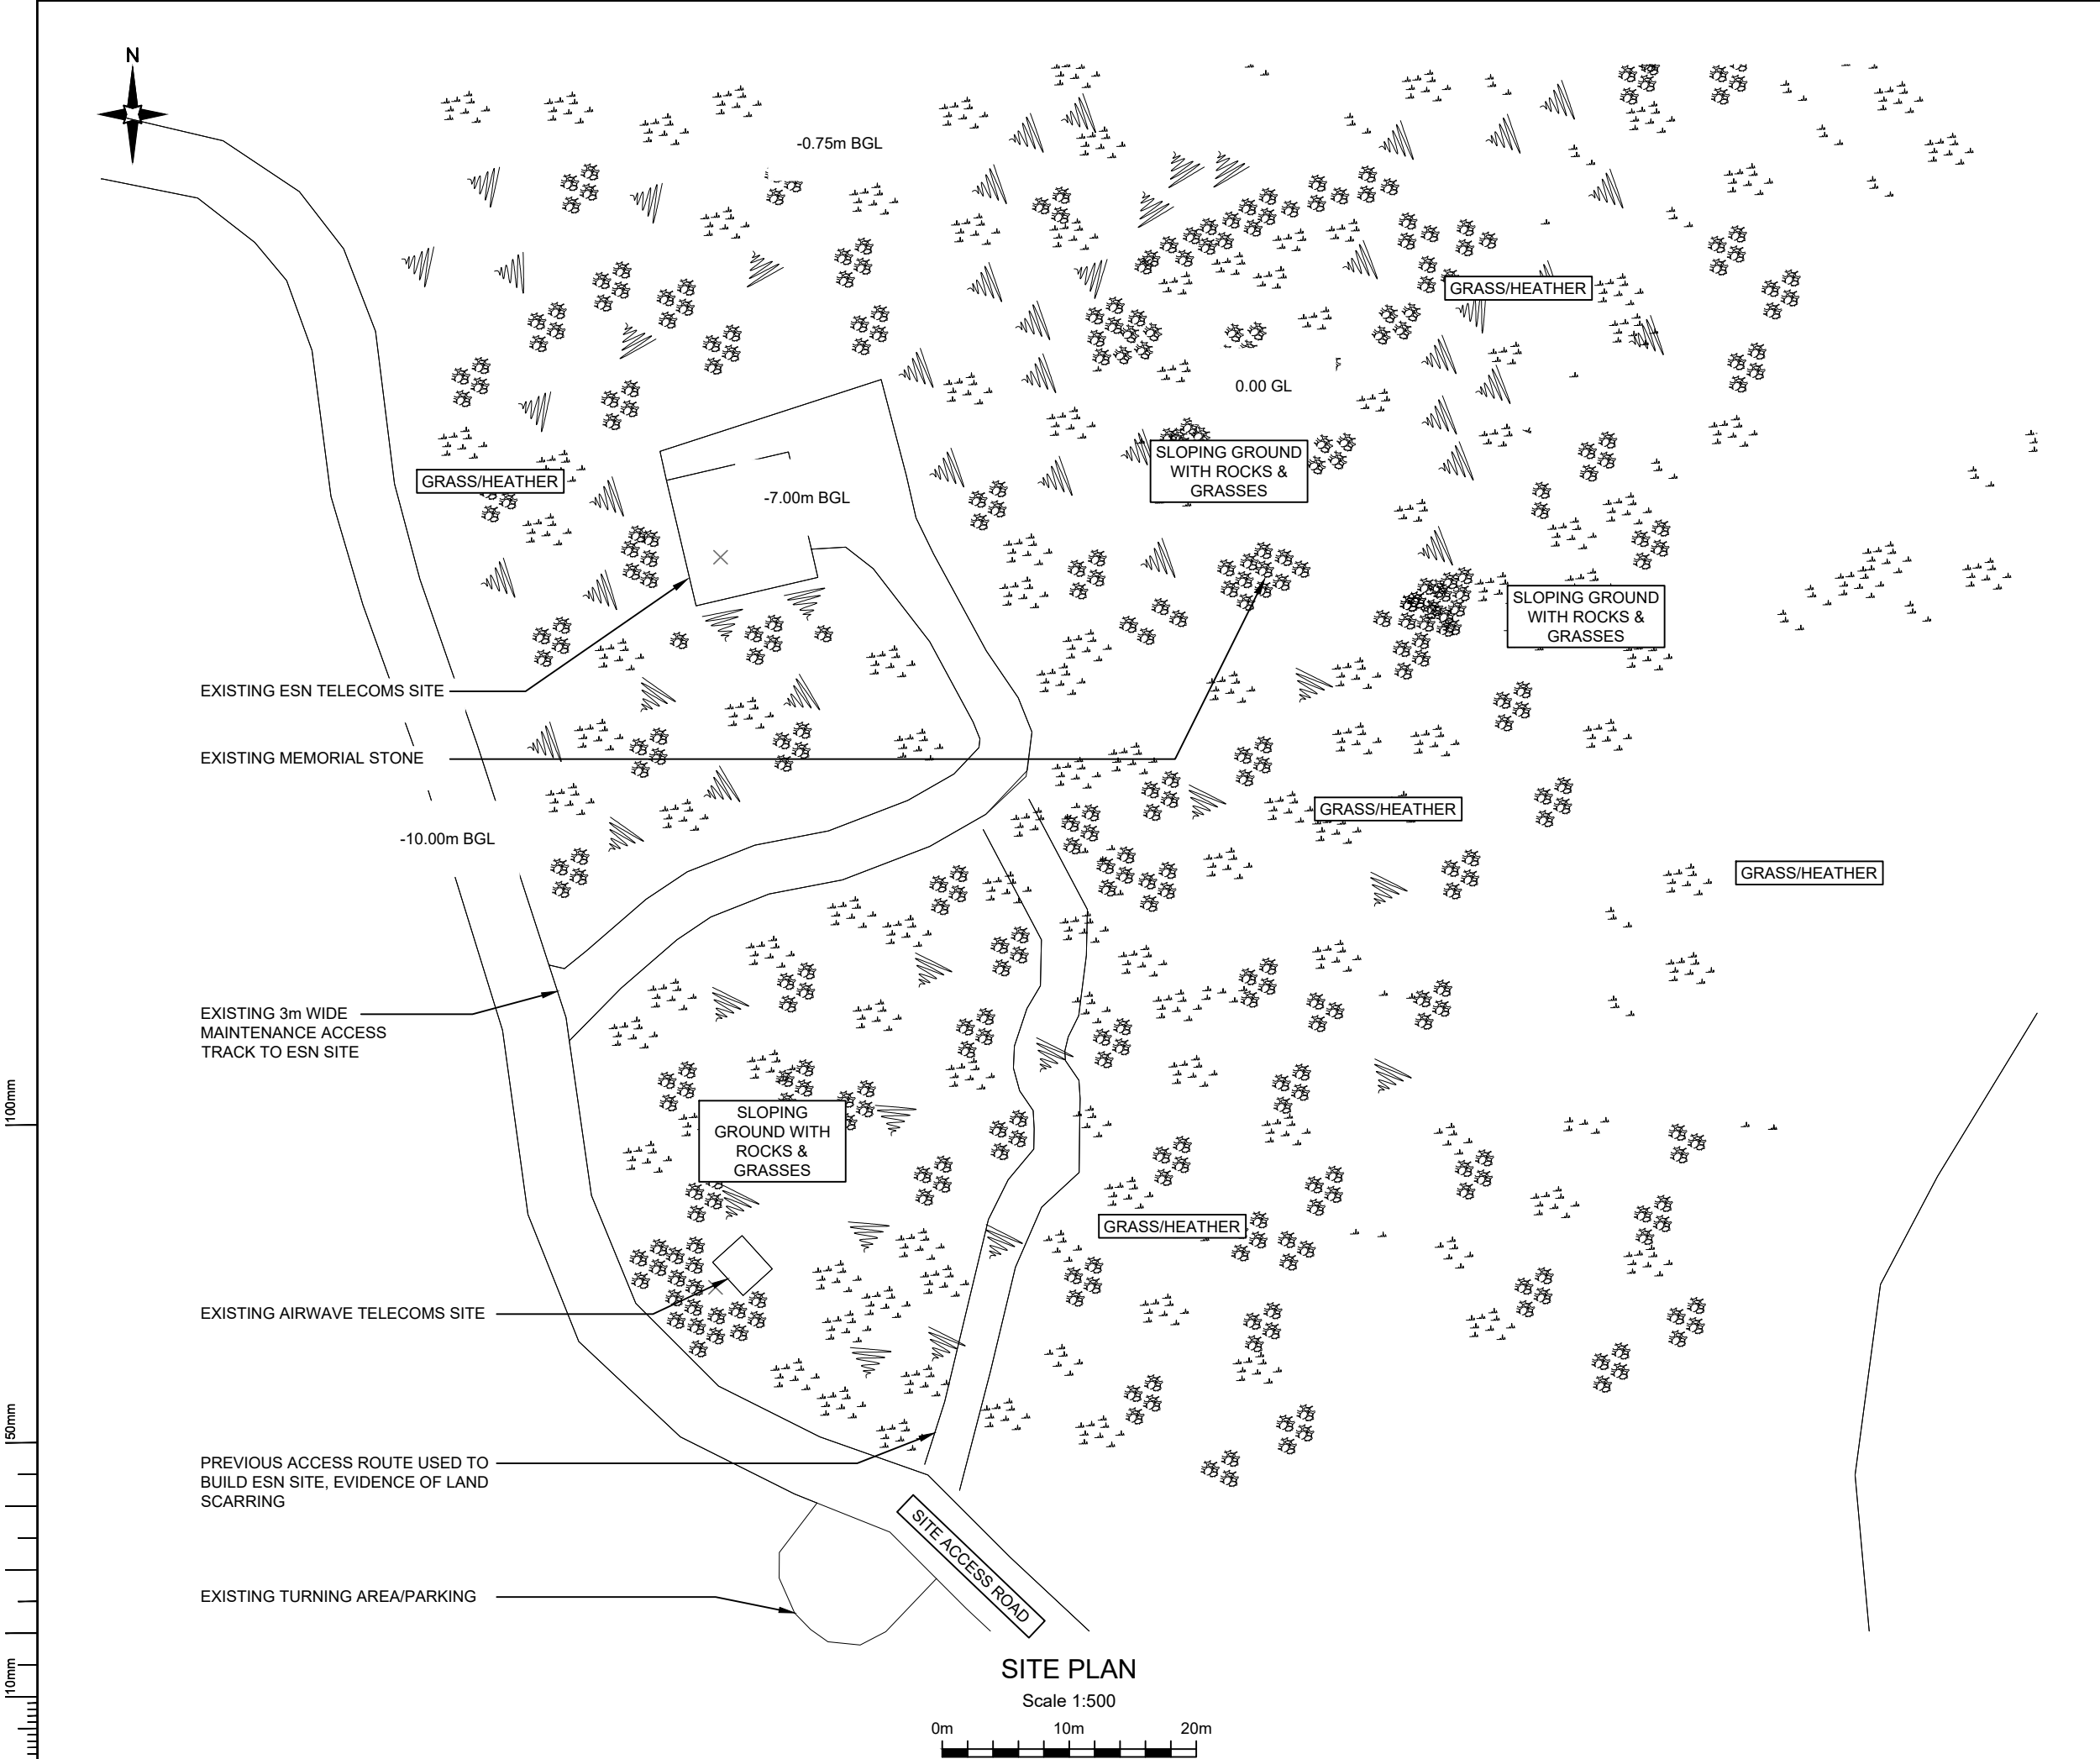 N
-0.75m BGL
GRASS/HEATHER
0.00 GL
SLOPING GROUND
WITH ROCKS &
GRASSES
GRASS/HEATHER
-7.00m BGL
SLOPING GROUND
WITH ROCKS &
GRASSES
EXISTING ESN TELECOMS SITE
EXISTING MEMORIAL STONE
GRASS/HEATHER
-10.00m BGL
GRASS/HEATHER
EXISTING 3m WIDE
MAINTENANCE ACCESS
TRACK TO ESN SITE
100mm
SLOPING
GROUND WITH
ROCKS &
GRASSES
GRASS/HEATHER
EXISTING AIRWAVE TELECOMS SITE
50mm
PREVIOUS ACCESS ROUTE USED TO
BUILD ESN SITE, EVIDENCE OF LAND
SCARRING
SITE ACCESS ROAD
EXISTING TURNING AREA/PARKING
10mm
SITE PLAN
Scale 1:500
0m 10m 20m